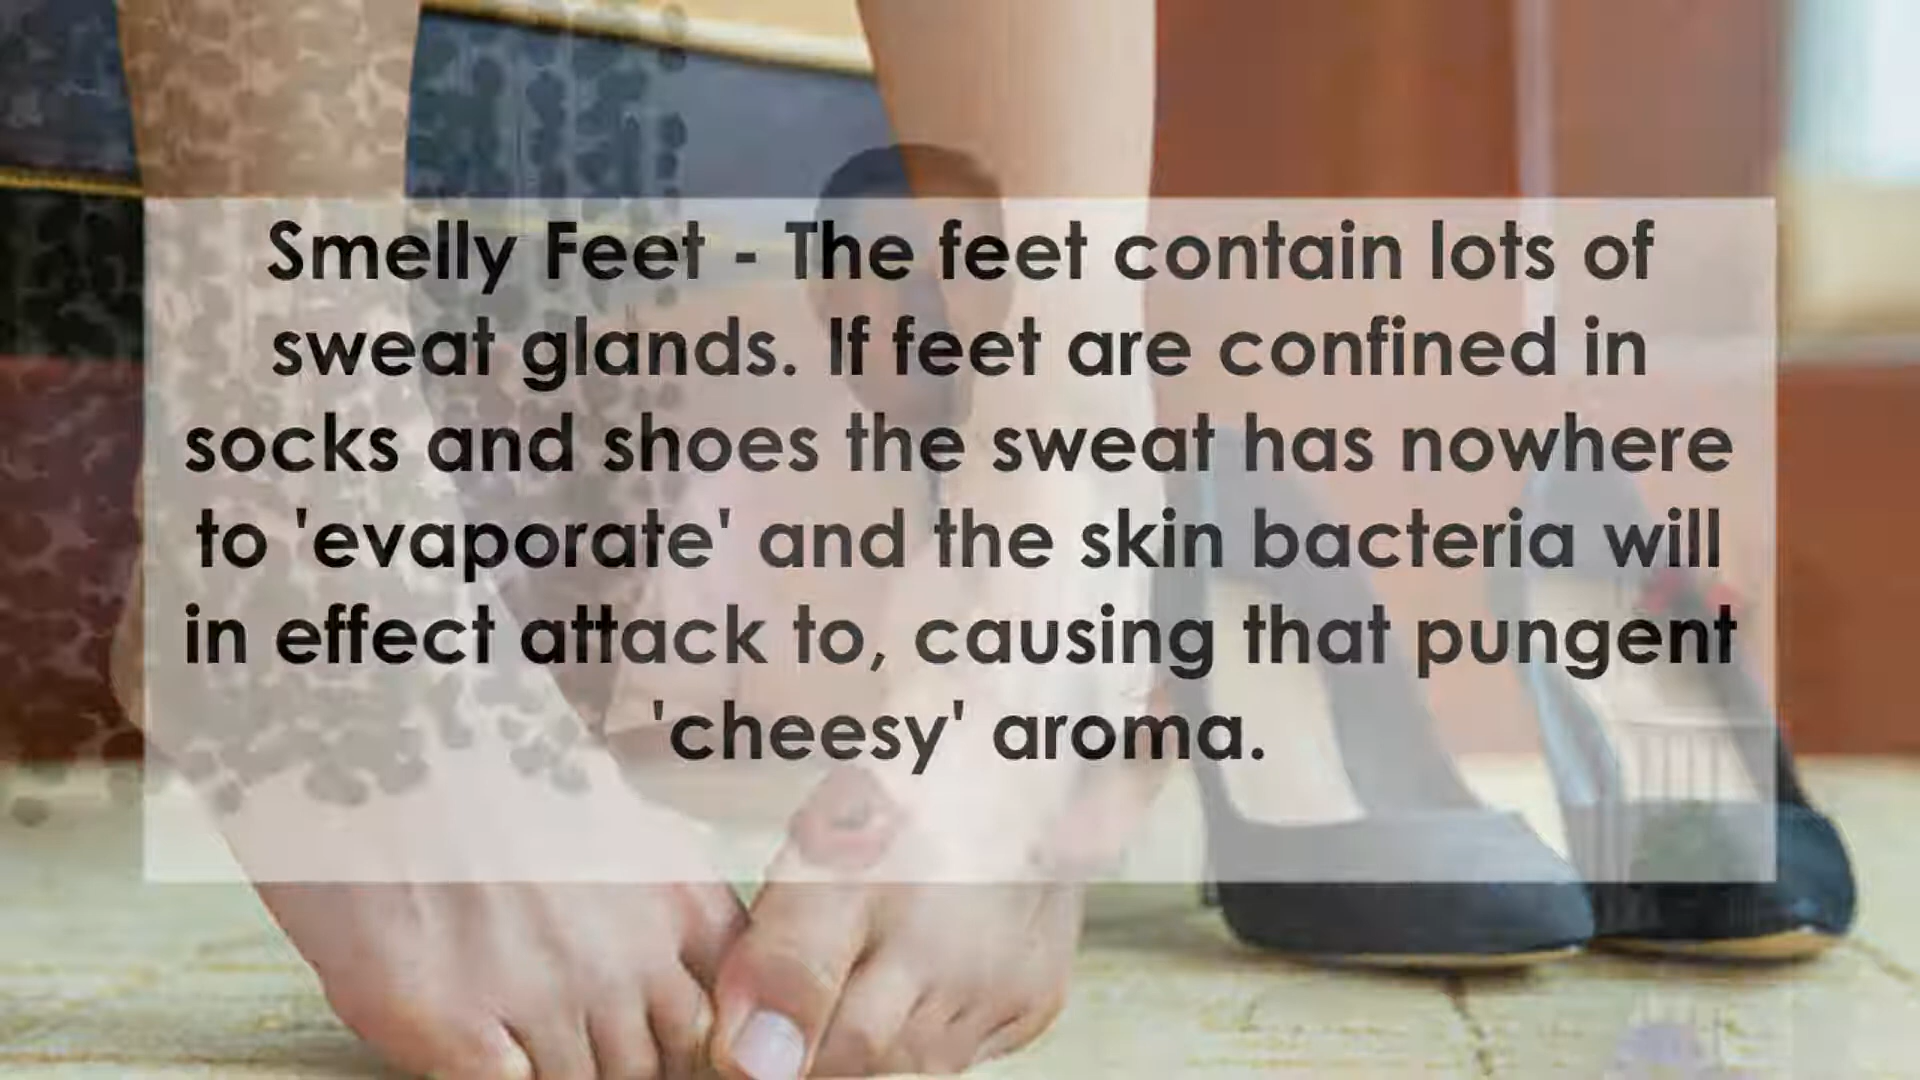 Smelly Feet - The feet contain lots of
sweat glands. If feet are confined in
socks and shoes the sweat has nowhere
to 'evaporate' and the skin bacteria will
in effect attack to, causing that pungent
'cheesy' aroma.